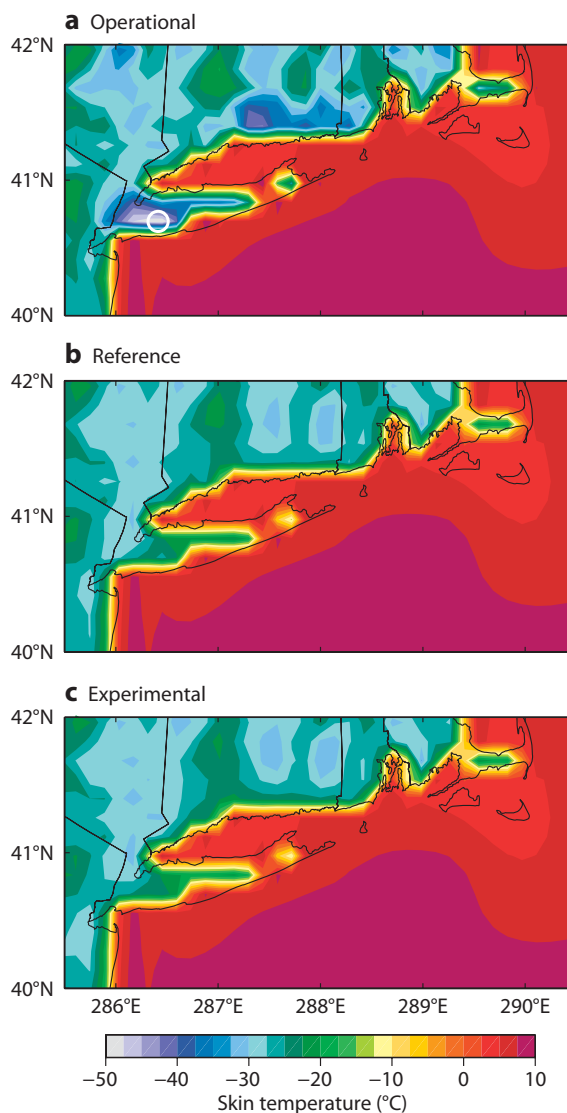 a Operational
42°N
41°N
40°N
b Reference
42°N
41°N
40°N
c Experimental
42°N
41°N
40°N
286°E 287°E 288°E 289°E 290°E
−50 −40 −30 −20 −10 0 10
Skin temperature (°C)